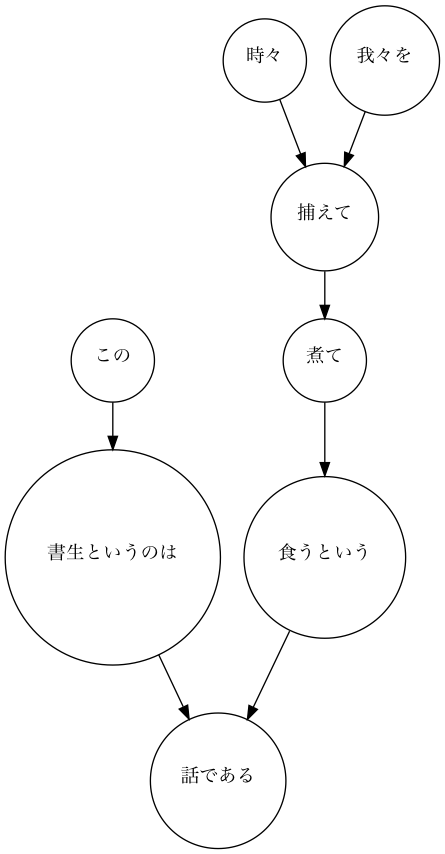 時々
我々を
捕えて
この
煮て
書生というのは
食うという
話である